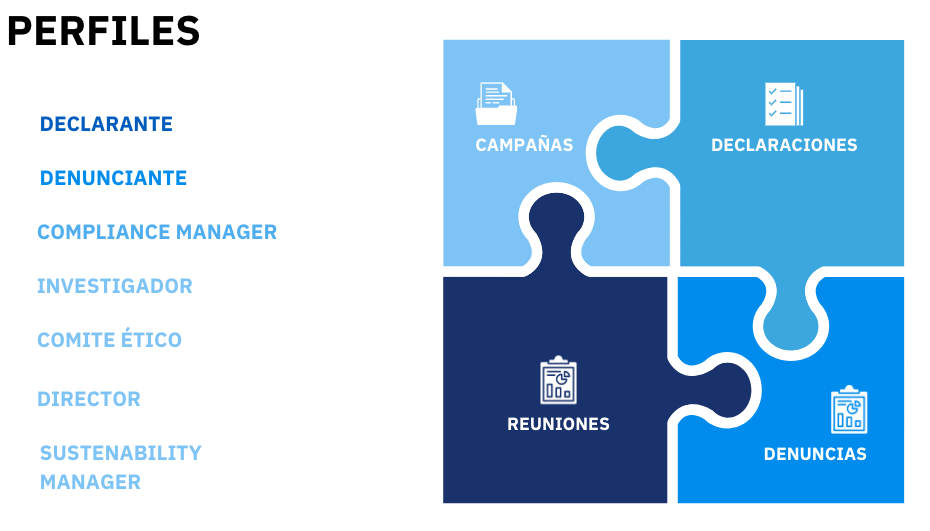 PERFILES
DECLARANTE
DENUNCIANTE
COMPLIANCE MANAGER
INVESTIGADOR
COMITE ÉTICO
DIRECTOR
SUSTENABILITY
MANAGER
CAMPAÑAS
DECLARACIONES
REUNIONES
DENUNCIAS